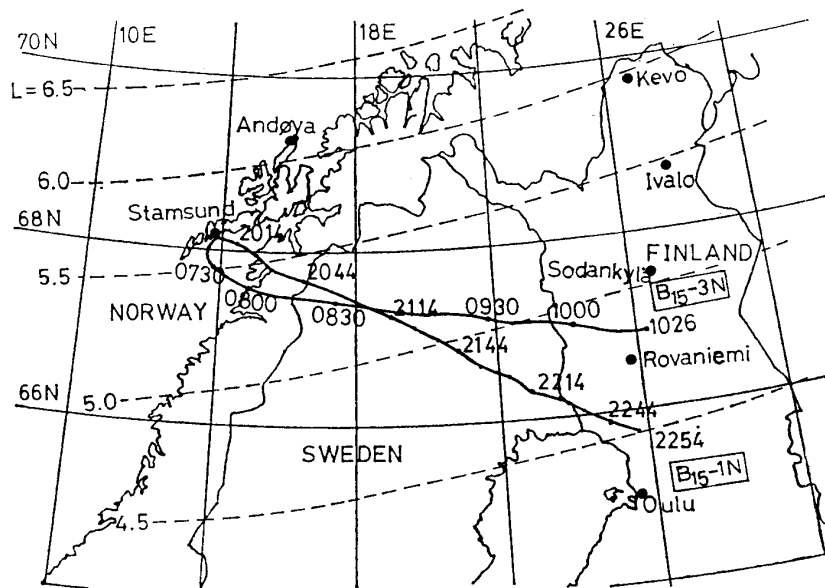 10E
18E
26E
70N
L=6.5
Kevo
Andøya
6.0
Ivalo
68N
Stamsund
2014
5.5
0730
2044
Sodankylä
FINLAND
B15-3N
NORWAY
0800
0830
2114
0930
1000
1026
2144
Rovaniemi
66N
5.0
2214
2244
2254
SWEDEN
B15-1N
4.5
Oulu